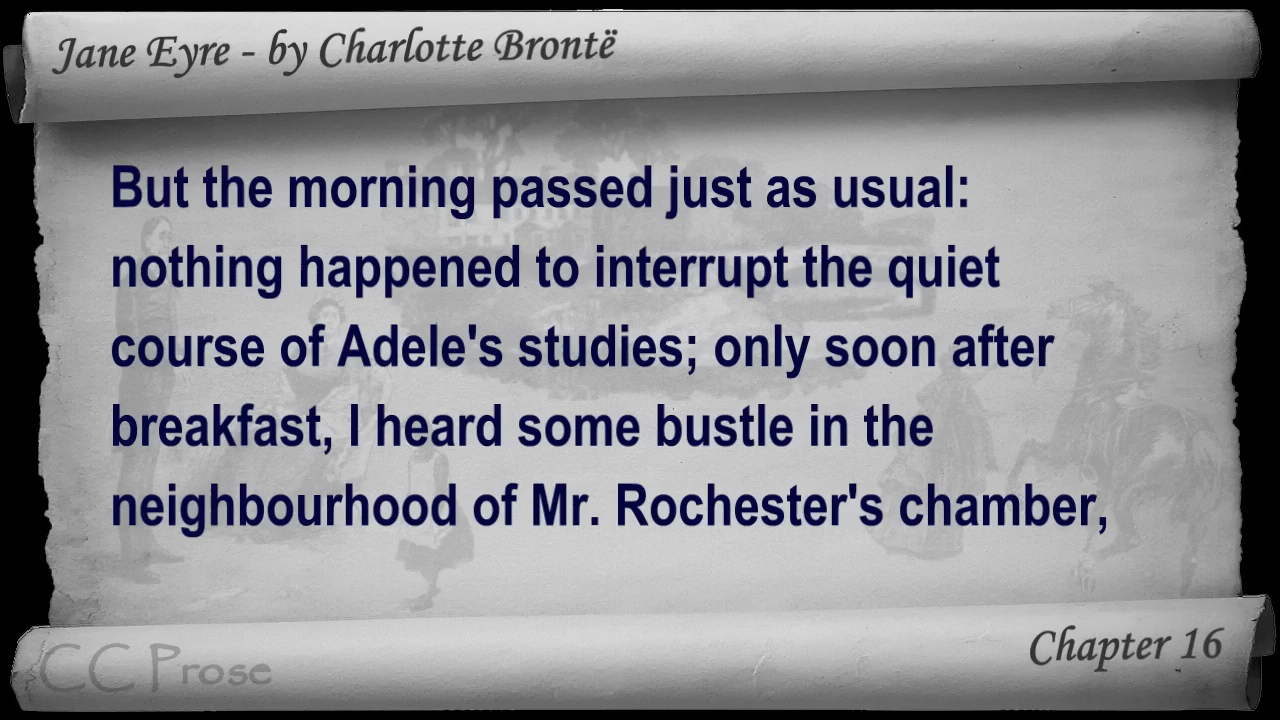 Jane Eyre - by Charlotte Brontë
But the morning passed just as usual:
nothing happened to interrupt the quiet
course of Adele's studies; only soon after
breakfast, I heard some bustle in the
neighbourhood of Mr. Rochester's chamber,
Chapter 16
CC Prose